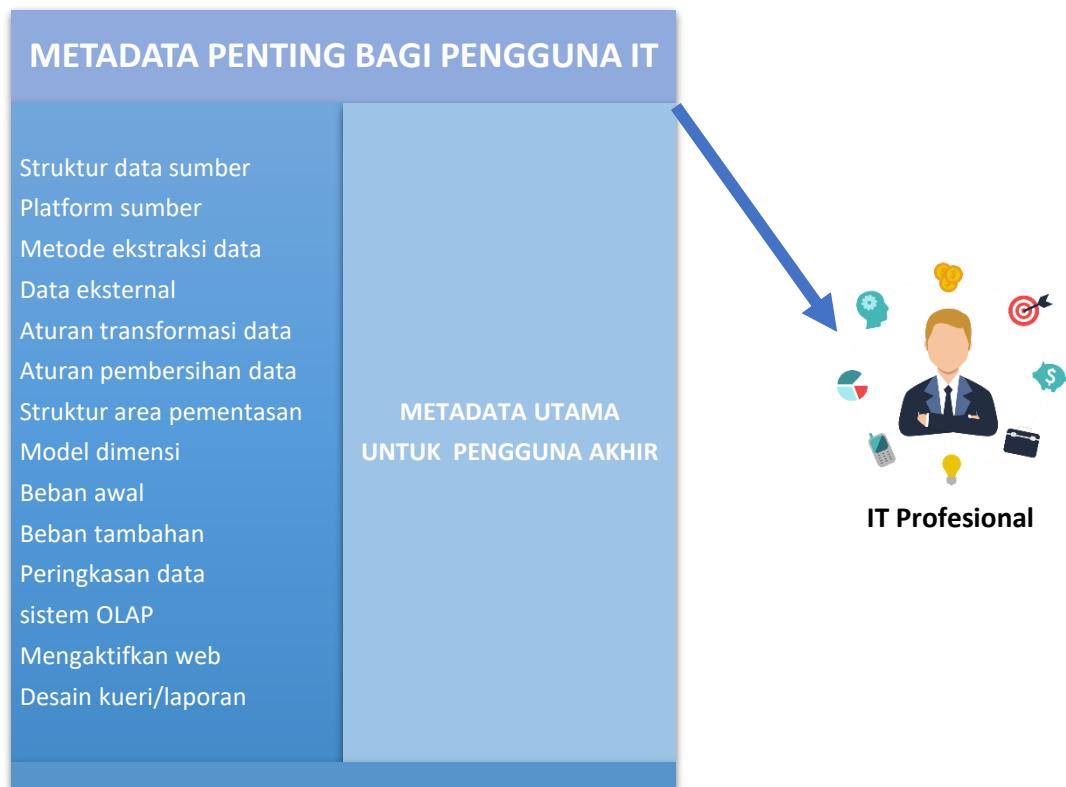 METADATA PENTING BAGI PENGGUNA IT
Struktur data sumber
Platform sumber
Metode ekstraksi data
Data eksternal
Aturan transformasi data
Aturan pembersihan data
Struktur area pementasan
Model dimensi
Beban awal
Beban tambahan
Peringkasan data
sistem OLAP
Mengaktifkan web
Desain kueri/laporan
METADATA UTAMA
UNTUK PENGGUNA AKHIR
$
IT Profesional